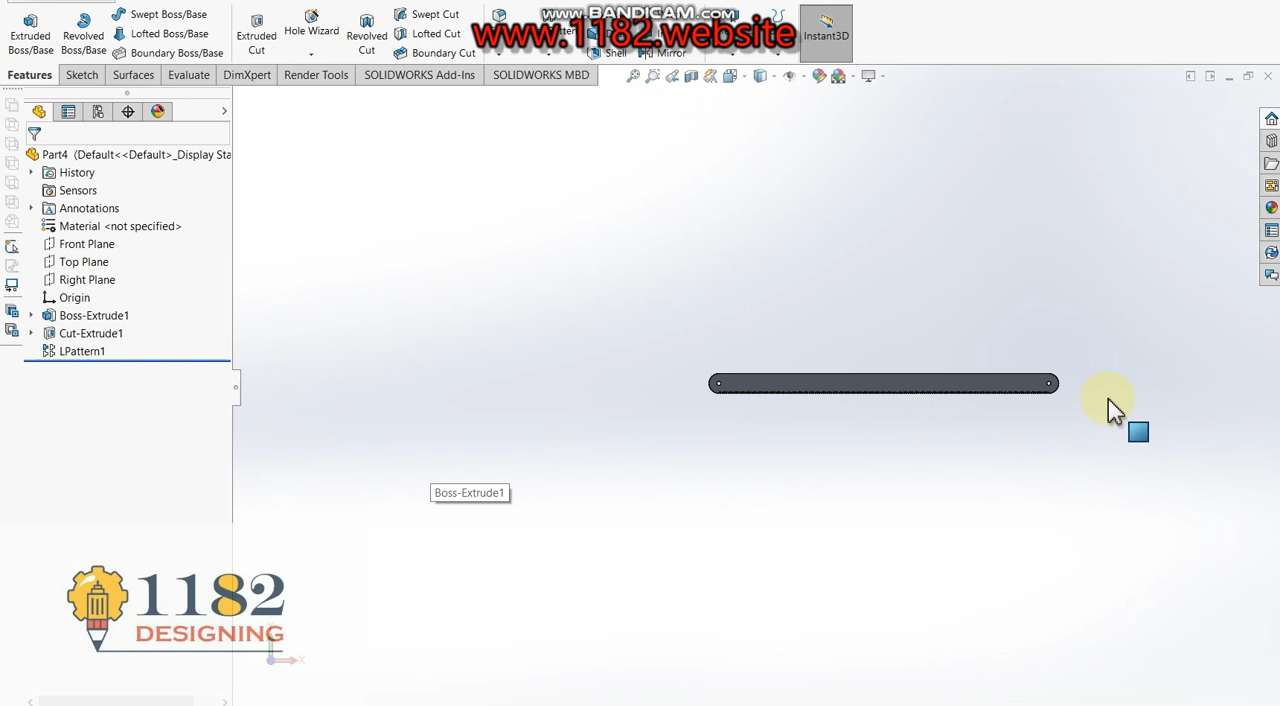 www.BANDICAM.com
www.1182.website
Extruded Boss/Base
Revolved Boss/Base
Swept Boss/Base
Lofted Boss/Base
Boundary Boss/Base
Extruded Cut
Hole Wizard
Revolved Cut
Swept Cut
Lofted Cut
Boundary Cut
Shell
Mirror
Instant3D
Features
Sketch
Surfaces
Evaluate
DimXpert
Render Tools
SOLIDWORKS Add-Ins
SOLIDWORKS MBD
Part4 (Default<<Default>_Display Sta
History
Sensors
Annotations
Material <not specified>
Front Plane
Top Plane
Right Plane
Origin
Boss-Extrude1
Cut-Extrude1
LPattern1
Boss-Extrude1
1182
DESIGNING
X